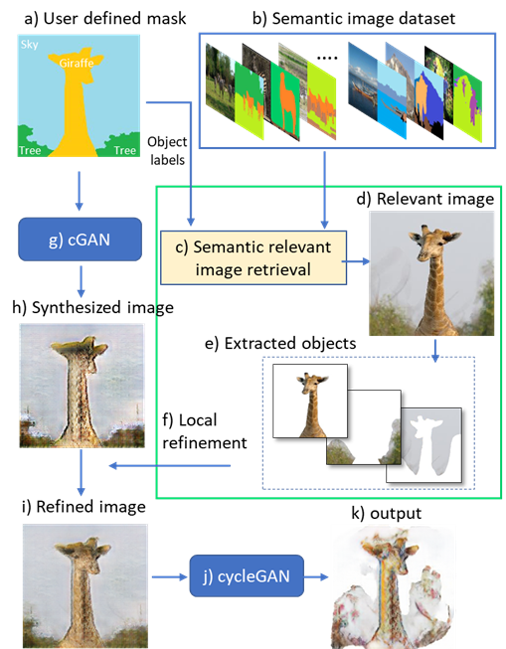 a) User defined mask
b) Semantic image dataset
Sky
Giraffe
Tree
Tree
....
Object
labels
d) Relevant image
g) cGAN
c) Semantic relevant
image retrieval
h) Synthesized image
e) Extracted objects
f) Local
refinement
i) Refined image
k) output
j) cycleGAN